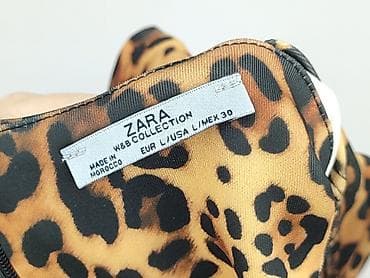 ZARA
W&B COLLECTION
EUR L/USA L/MEX 30
MADE IN
MOROCCO